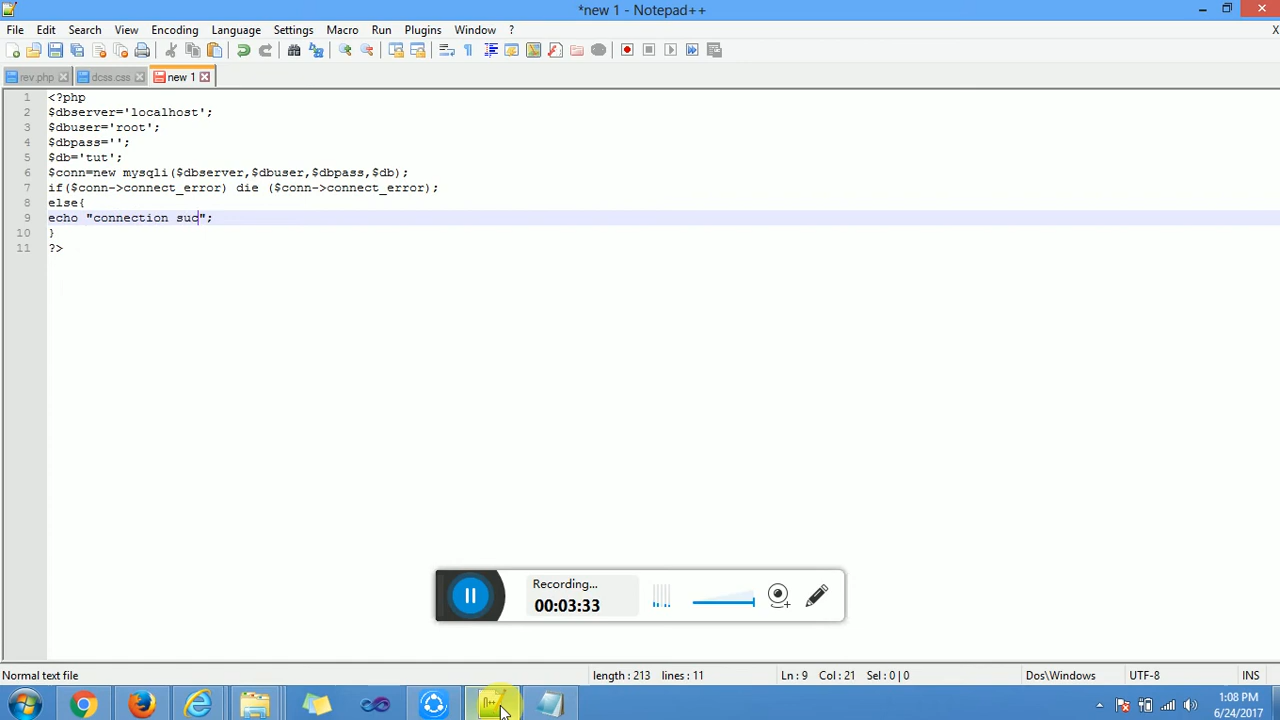 *new 1 - Notepad++
File Edit Search View Encoding Language Settings Macro Run Plugins Window ? X
rev.php dcss.css new 1
1 <?php
2 $dbserver='localhost';
3 $dbuser='root';
4 $dbpass='';
5 $db='tut';
6 $conn=new mysqli($dbserver,$dbuser,$dbpass,$db);
7 if($conn->connect_error) die ($conn->connect_error);
8 else{
9 echo "connection suc";
10 }
11 ?>
Recording...
00:03:33
Normal text file length : 213 lines : 11 Ln : 9 Col : 21 Sel : 0 | 0 Dos\Windows UTF-8 INS
1:08 PM
6/24/2017